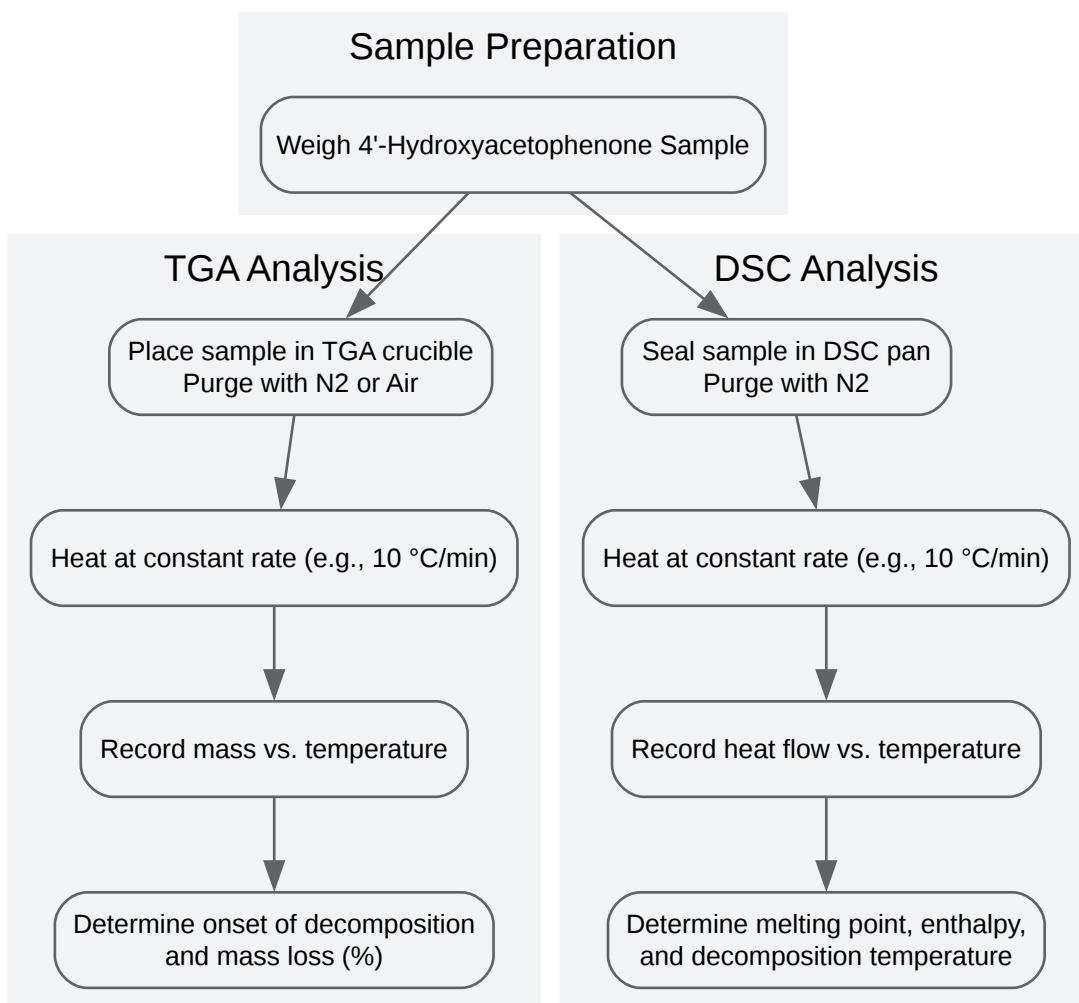 Sample Preparation
Weigh 4'-Hydroxyacetophenone Sample
TGA Analysis
Place sample in TGA crucible
Purge with N2 or Air
Heat at constant rate (e.g., 10 °C/min)
Record mass vs. temperature
Determine onset of decomposition
and mass loss (%)
DSC Analysis
Seal sample in DSC pan
Purge with N2
Heat at constant rate (e.g., 10 °C/min)
Record heat flow vs. temperature
Determine melting point, enthalpy,
and decomposition temperature